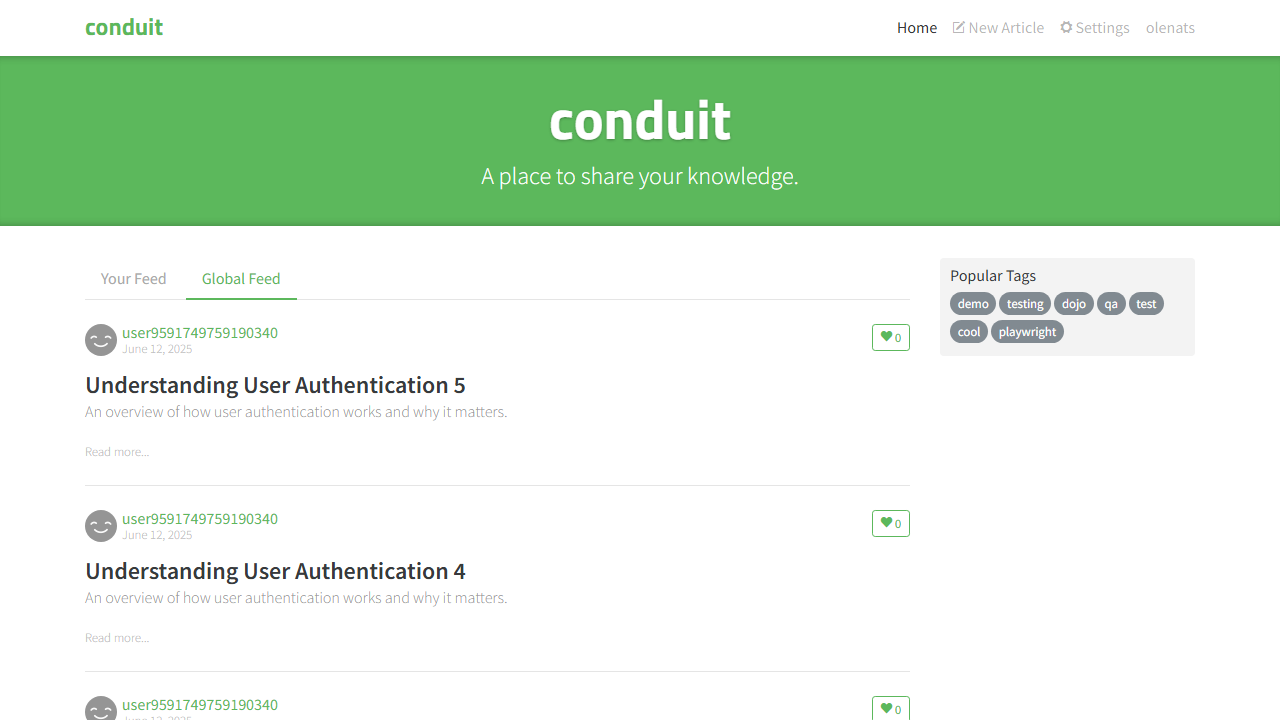 conduit
Home New Article Settings olenats
conduit
A place to share your knowledge.
Your Feed Global Feed
Popular Tags
demo testing dojo qa test
cool playwright
user9591749759190340
June 12, 2025
0
Understanding User Authentication 5
An overview of how user authentication works and why it matters.
Read more...
user9591749759190340
June 12, 2025
0
Understanding User Authentication 4
An overview of how user authentication works and why it matters.
Read more...
user9591749759190340
June 12, 2025
0